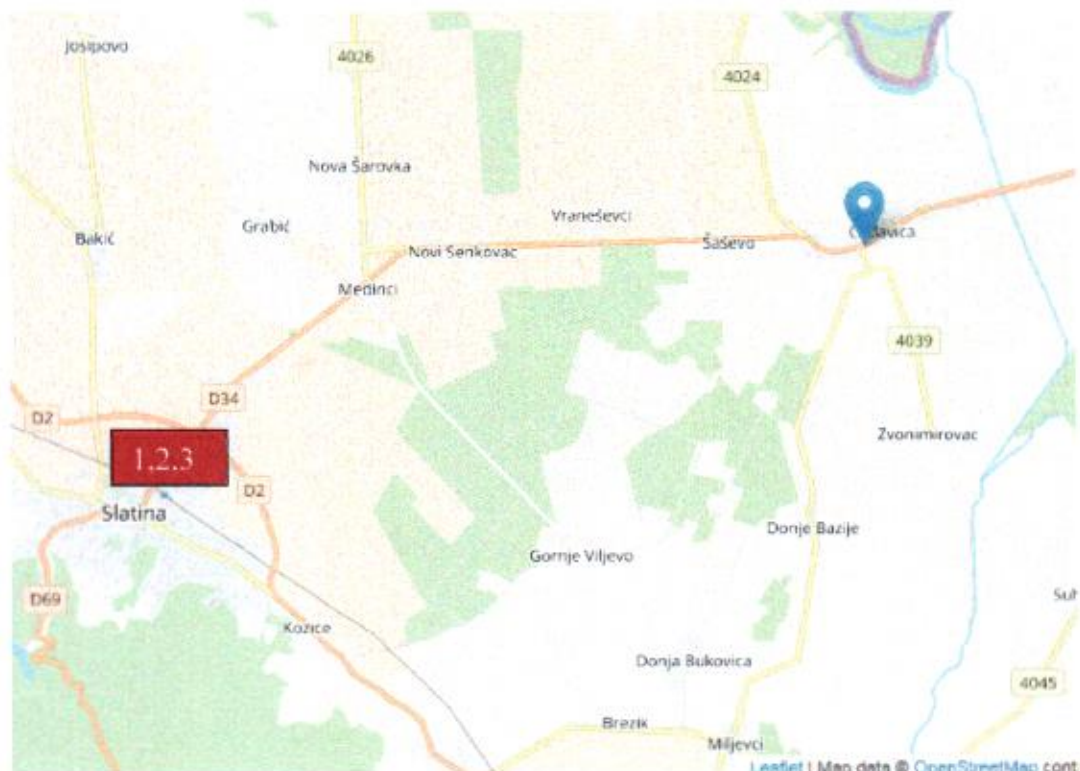 Josipovo
4026
4024
Nova Šarovka
Grabić
Vraneševci
Bakić
Novi Senkovac
Šaševo
Medinci
4039
D34
D2
Zvonimirovac
1.2.3
D2
Slatina
Donje Bazije
Gornje Viljevo
D69
Kozice
Donja Bukovica
4045
Brezik
Miljevci
Leaflet | Map data © OpenStreetMap cont